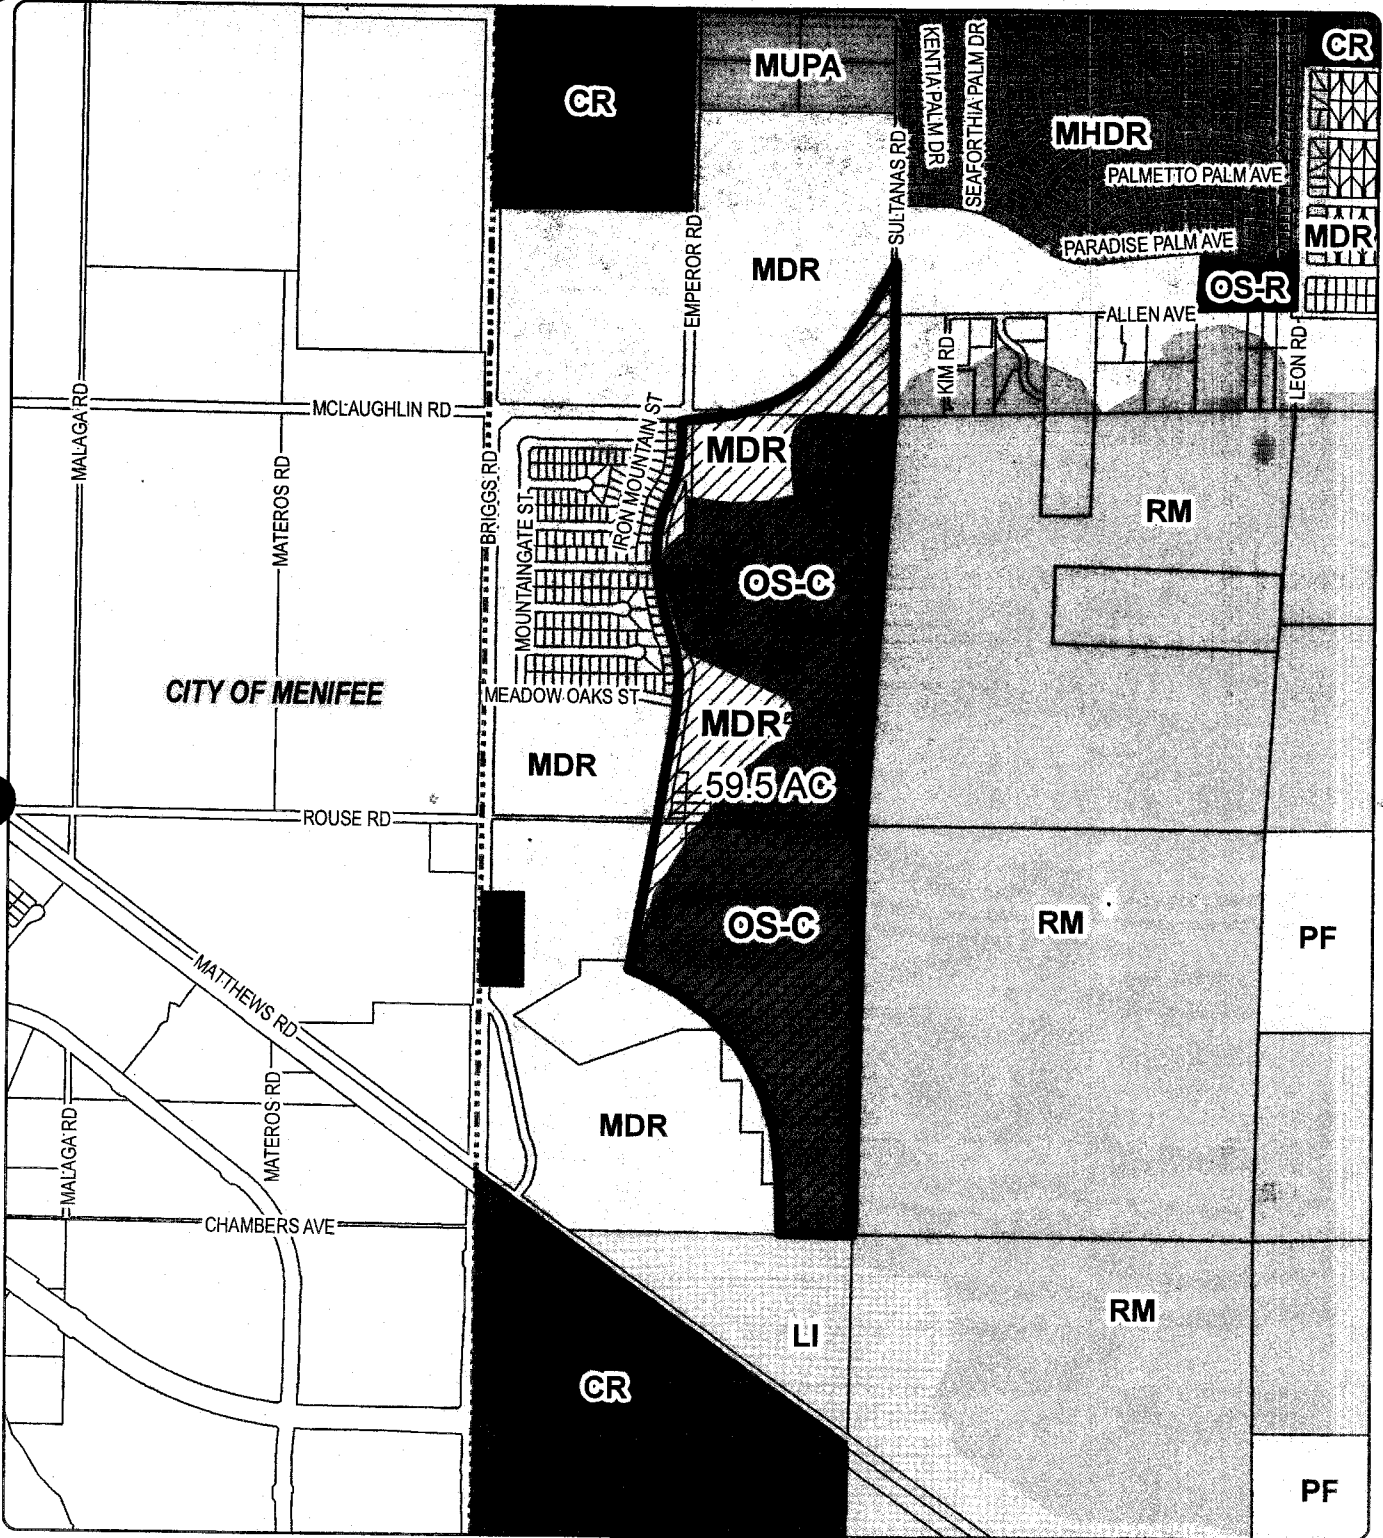 CR
MUPA
KENTIA PALM DR
SEAFORTHIA PALM DR
CR
MHDR
PALMETTO PALM AVE
SULTANAS RD
EMPEROR RD
MDR
PARADISE PALM AVE
MDR
OS-R
ALLEN AVE
KIM RD
LEON RD
MALAGA RD
MCLAUGHLIN RD
MATEROS RD
BRIGGS RD
MOUNTAINGATE ST
IRON MOUNTAIN ST
MDR
RM
OS-C
CITY OF MENIFEE
MEADOW OAKS ST
MDR
MDR
59.5 AC
ROUSE RD
OS-C
RM
PF
MATTHEWS RD
MALAGA RD
MATEROS RD
MDR
CHAMBERS AVE
RM
LI
CR
PF